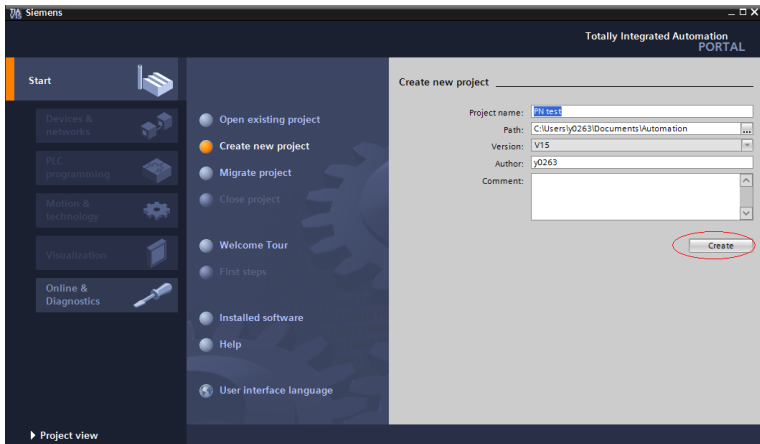 Siemens
Totally Integrated Automation
PORTAL
Start
Devices &
networks
PLC
programming
Motion &
technology
Visualization
Online &
Diagnostics
Project view
Open existing project
Create new project
Migrate project
Close project
Welcome Tour
First steps
Installed software
Help
User interface language
Create new project
Project name: PN test
Path: C:\Users\y0263\Documents\Automation ...
Version: V15
Author: y0263
Comment:
Create